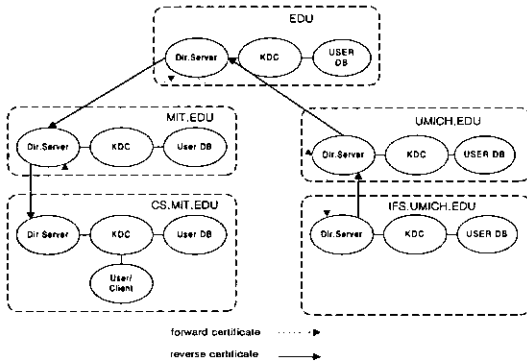 EDU
Dir.Server
KDC
USER
DB
MIT.EDU
Dir.Server
KDC
User DB
UMICH.EDU
Dir.Server
KDC
USER DB
CS.MIT.EDU
Dir Server
KDC
User DB
User/
Client
IFS.UMICH.EDU
Dir.Server
KDC
USER DB
forward certificate
reverse certificate